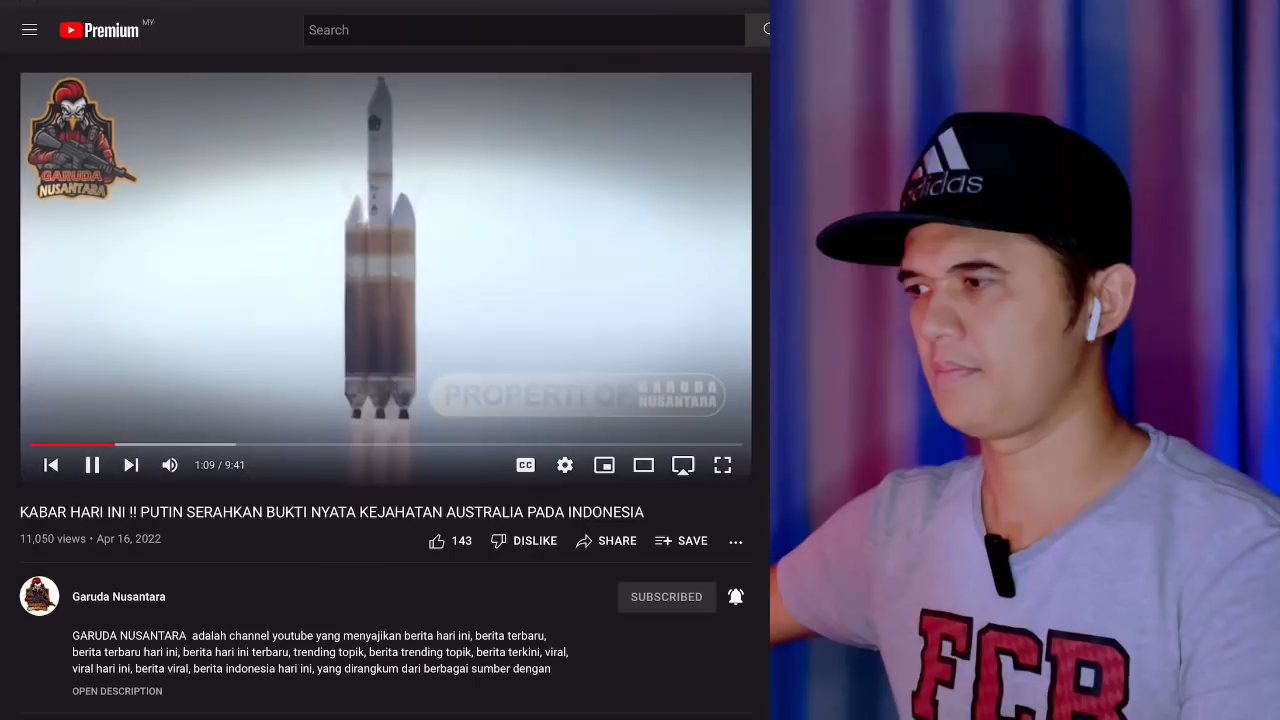 Premium MY
Search
GARUDA
NUSANTARA
PROPERTI OF GARUDA
NUSANTARA
1:09 / 9:41
CC
KABAR HARI INI !! PUTIN SERAHKAN BUKTI NYATA KEJAHATAN AUSTRALIA PADA INDONESIA
11,050 views • Apr 16, 2022
143 DISLIKE SHARE SAVE
Garuda Nusantara
SUBSCRIBED
GARUDA NUSANTARA adalah channel youtube yang menyajikan berita hari ini, berita terbaru,
berita terbaru hari ini, berita hari ini terbaru, trending topik, berita trending topik, berita terkini, viral,
viral hari ini, berita viral, berita indonesia hari ini, yang dirangkum dari berbagai sumber dengan
OPEN DESCRIPTION
adidas
FCB